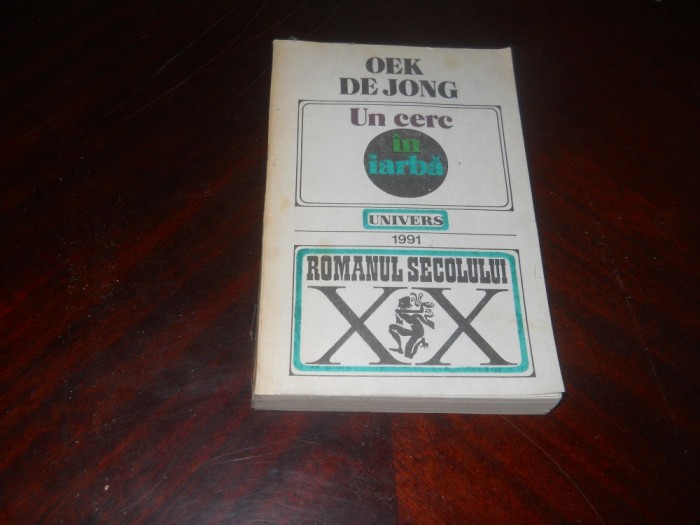 OEK
DE JONG
Un cerc
în
iarbă
UNIVERS
1991
ROMANUL SECOLULUI
XX